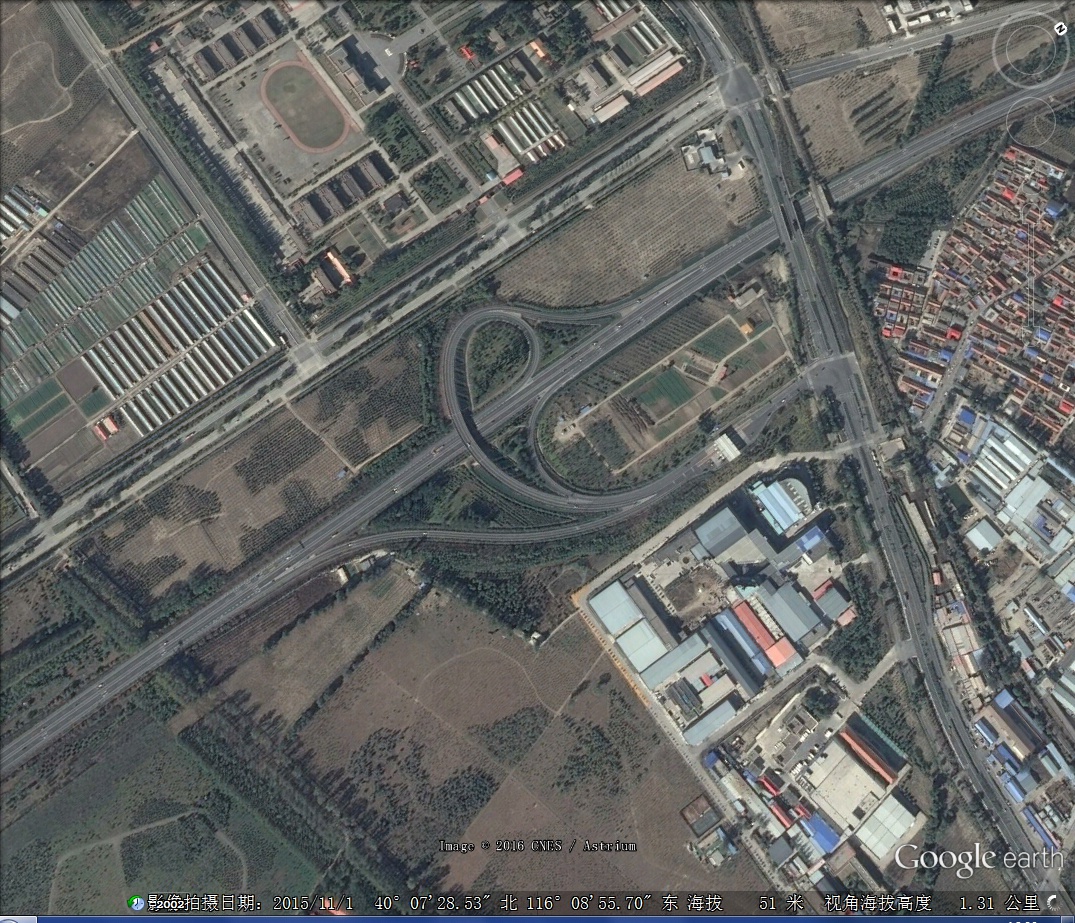 N
Image © 2016 CNES / Astrium
Google earth
2002 影像拍摄日期: 2015/11/1 40° 07'28.53" 北 116° 08'55.70" 东 海拔 51 米 视角海拔高度 1.31 公里